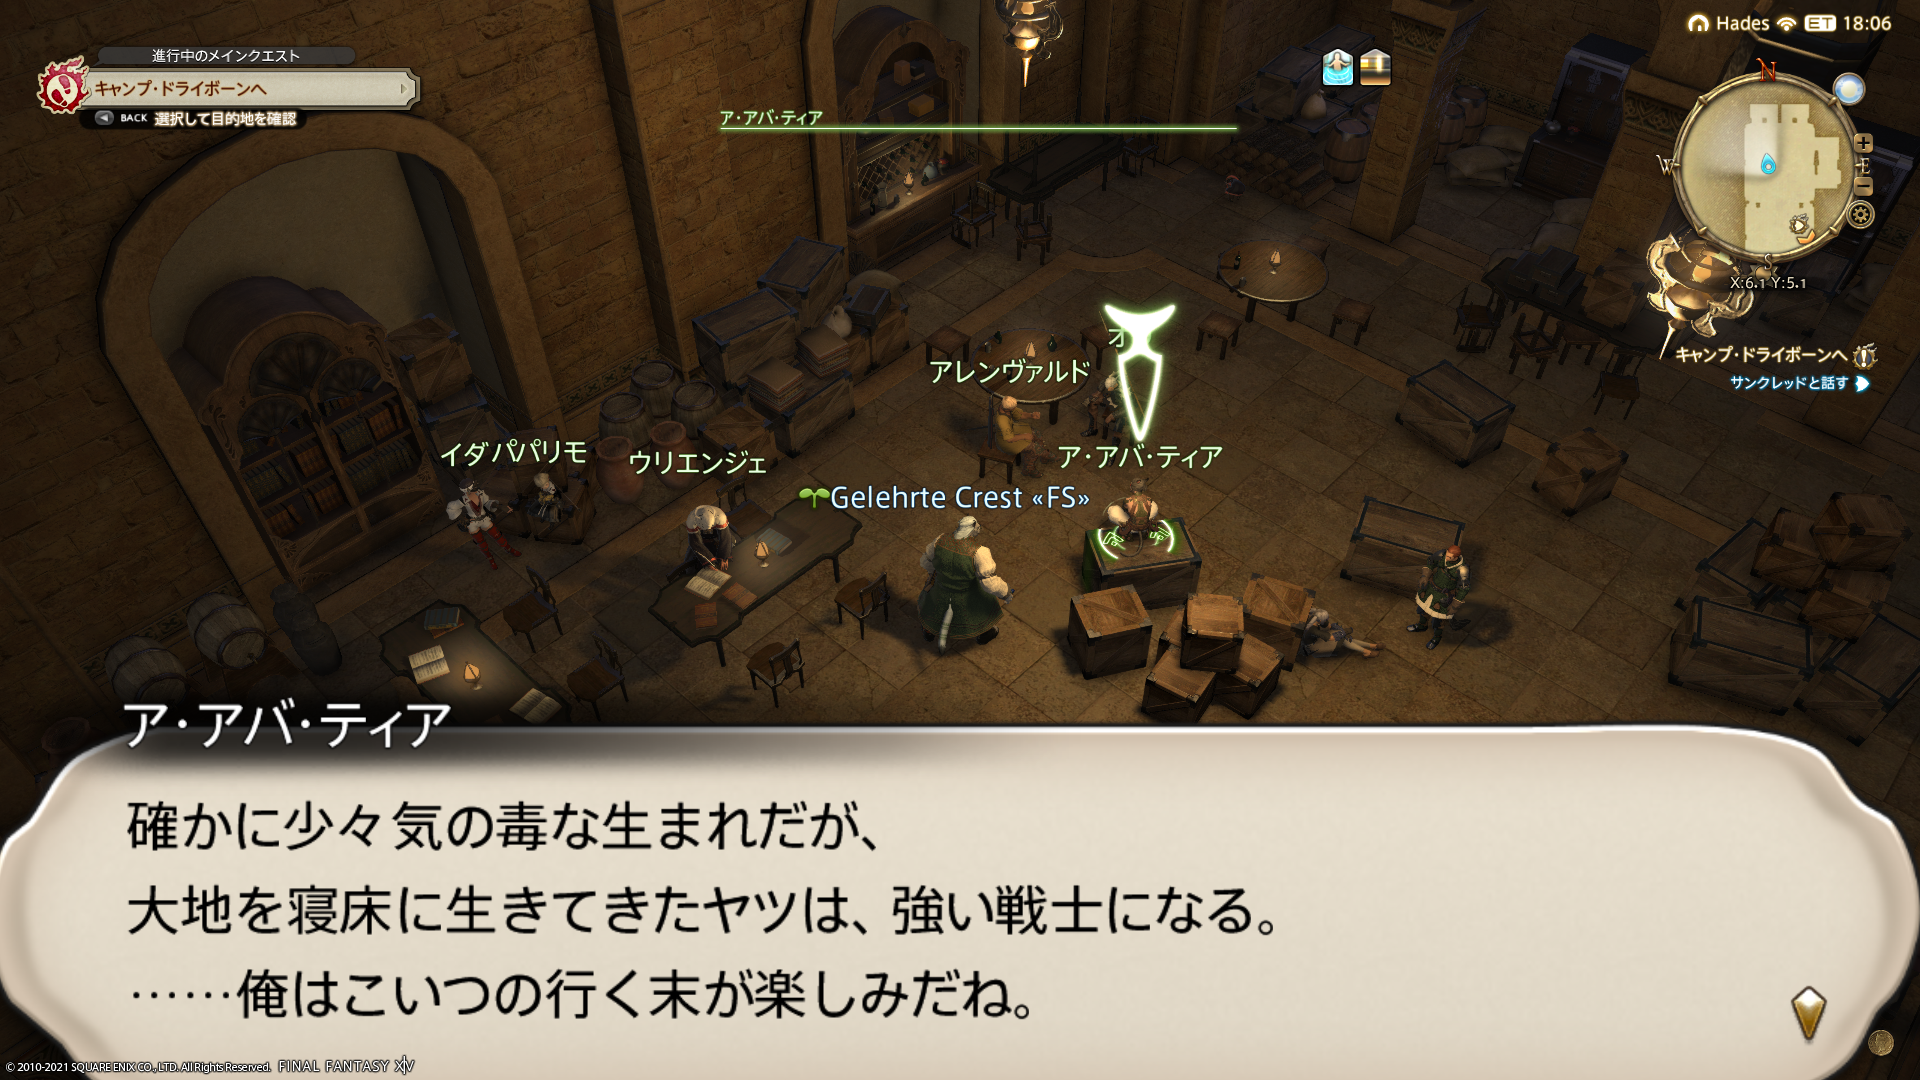 進行中のメインクエスト
キャンプ・ドライボーンへ
BACK 選択して目的地を確認
ア・アバ・ティア
Hades ET 18:06
N
W
E
S
X:6.1 Y:5.1
キャンプ・ドライボーンへ
サンクレッドと話す
オ
アレンヴァルド
イダ パパリモ
ウリエンジェ
ア・アバ・ティア
Gelehrte Crest «FS»
ア・アバ・ティア
確かに少々気の毒な生まれだが、
大地を寝床に生きてきたヤツは、強い戦士になる。
……俺はこいつの行く末が楽しみだね。
© 2010-2021 SQUARE ENIX CO., LTD. All Rights Reserved. FINAL FANTASY XIV